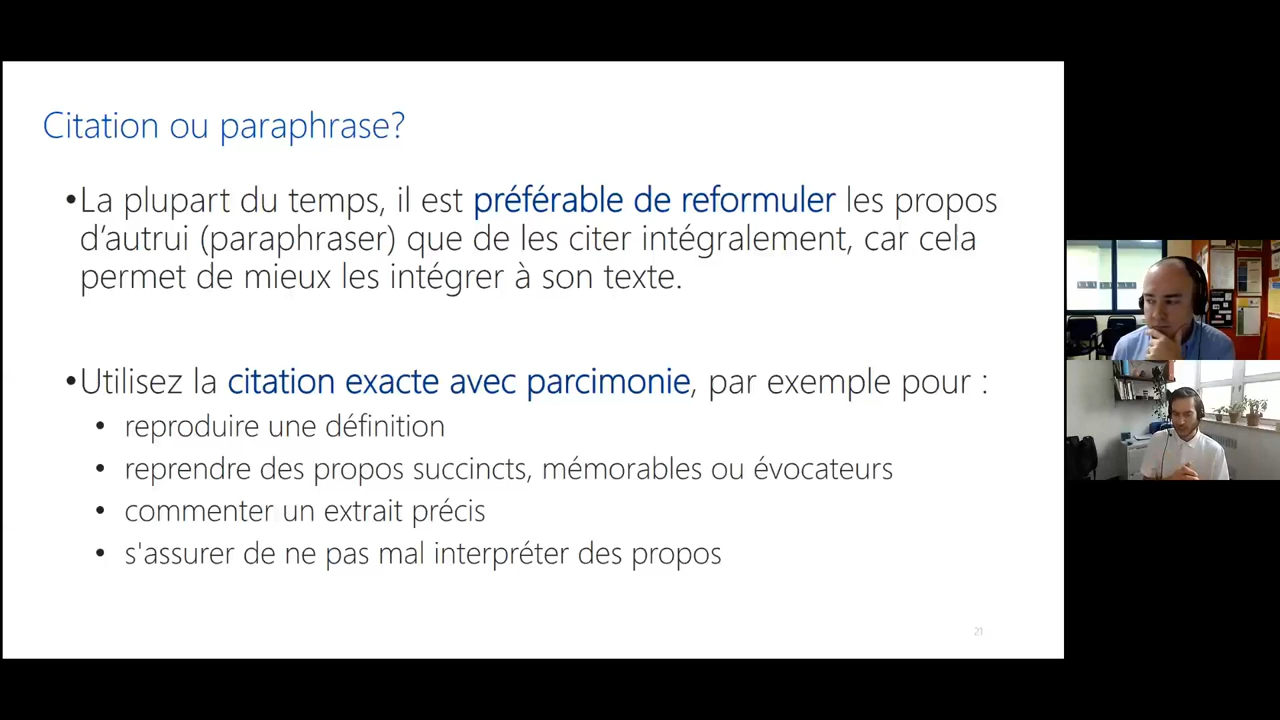 Citation ou paraphrase?
•La plupart du temps, il est préférable de reformuler les propos
d’autrui (paraphraser) que de les citer intégralement, car cela
permet de mieux les intégrer à son texte.
•Utilisez la citation exacte avec parcimonie, par exemple pour :
• reproduire une définition
• reprendre des propos succincts, mémorables ou évocateurs
• commenter un extrait précis
• s'assurer de ne pas mal interpréter des propos
21